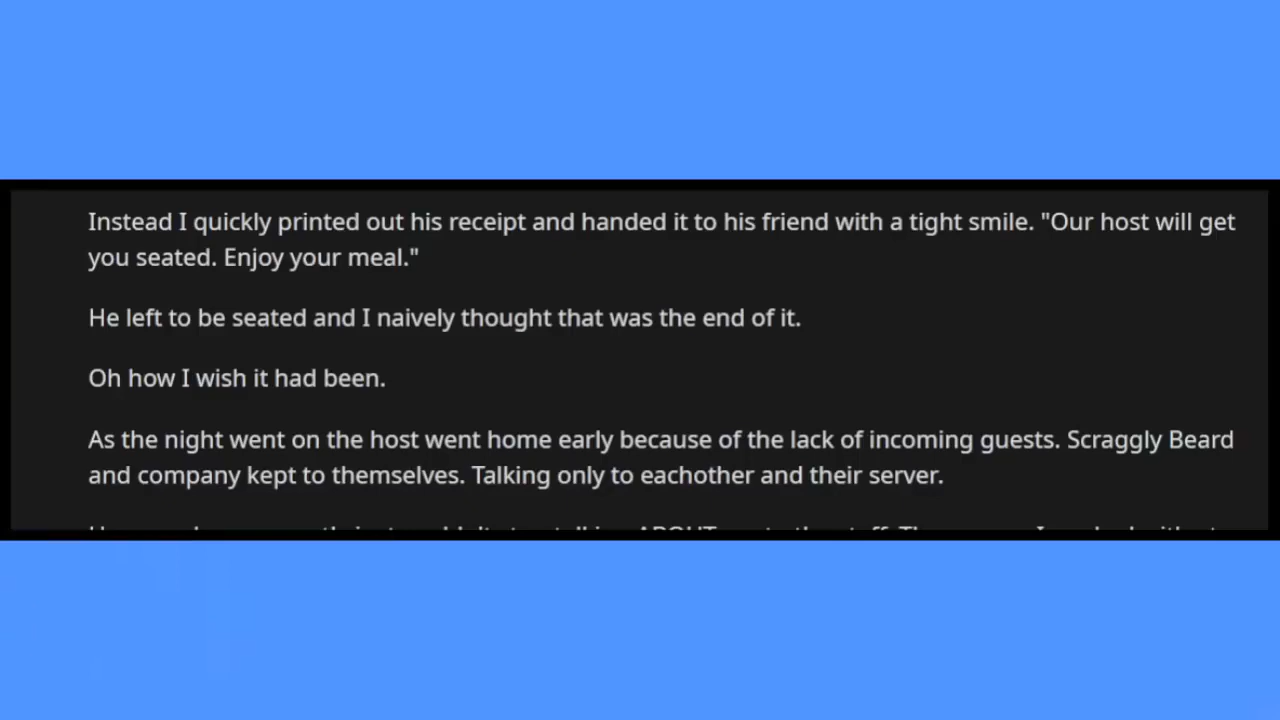 Instead I quickly printed out his receipt and handed it to his friend with a tight smile. "Our host will get
you seated. Enjoy your meal."
He left to be seated and I naively thought that was the end of it.
Oh how I wish it had been.
As the night went on the host went home early because of the lack of incoming guests. Scraggly Beard
and company kept to themselves. Talking only to eachother and their server.
ABOUT